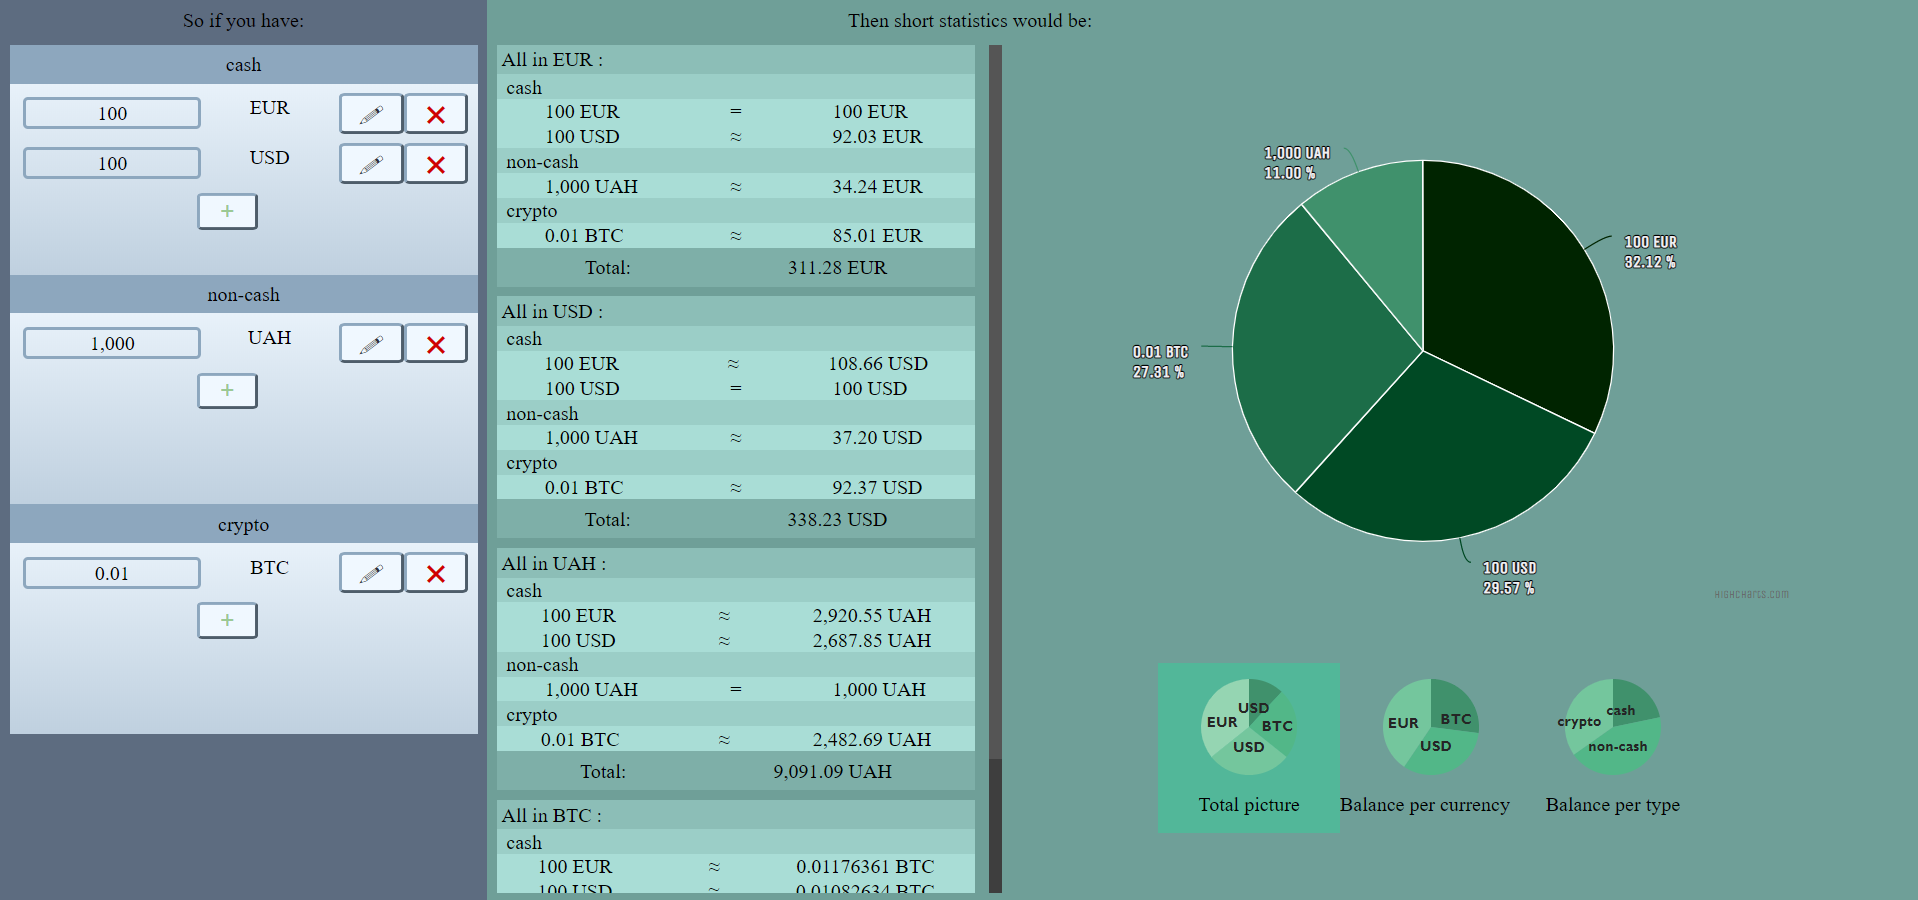 So if you have:
cash
100 EUR
100 USD
+
non-cash
1,000 UAH
+
crypto
0.01 BTC
+
Then short statistics would be:
All in EUR :
cash
100 EUR = 100 EUR
100 USD ≈ 92.03 EUR
non-cash
1,000 UAH ≈ 34.24 EUR
crypto
0.01 BTC ≈ 85.01 EUR
Total: 311.28 EUR
All in USD :
cash
100 EUR ≈ 108.66 USD
100 USD = 100 USD
non-cash
1,000 UAH ≈ 37.20 USD
crypto
0.01 BTC ≈ 92.37 USD
Total: 338.23 USD
All in UAH :
cash
100 EUR ≈ 2,920.55 UAH
100 USD ≈ 2,687.85 UAH
non-cash
1,000 UAH = 1,000 UAH
crypto
0.01 BTC ≈ 2,482.69 UAH
Total: 9,091.09 UAH
All in BTC :
cash
100 EUR ≈ 0.01176361 BTC
100 USD ≈ 0.01082634 BTC
1,000 UAH
11.00 %
100 EUR
32.12 %
0.01 BTC
27.31 %
100 USD
29.57 %
Highcharts.com
USD
EUR
BTC
USD
Total picture
EUR
BTC
USD
Balance per currency
cash
crypto
non-cash
Balance per type